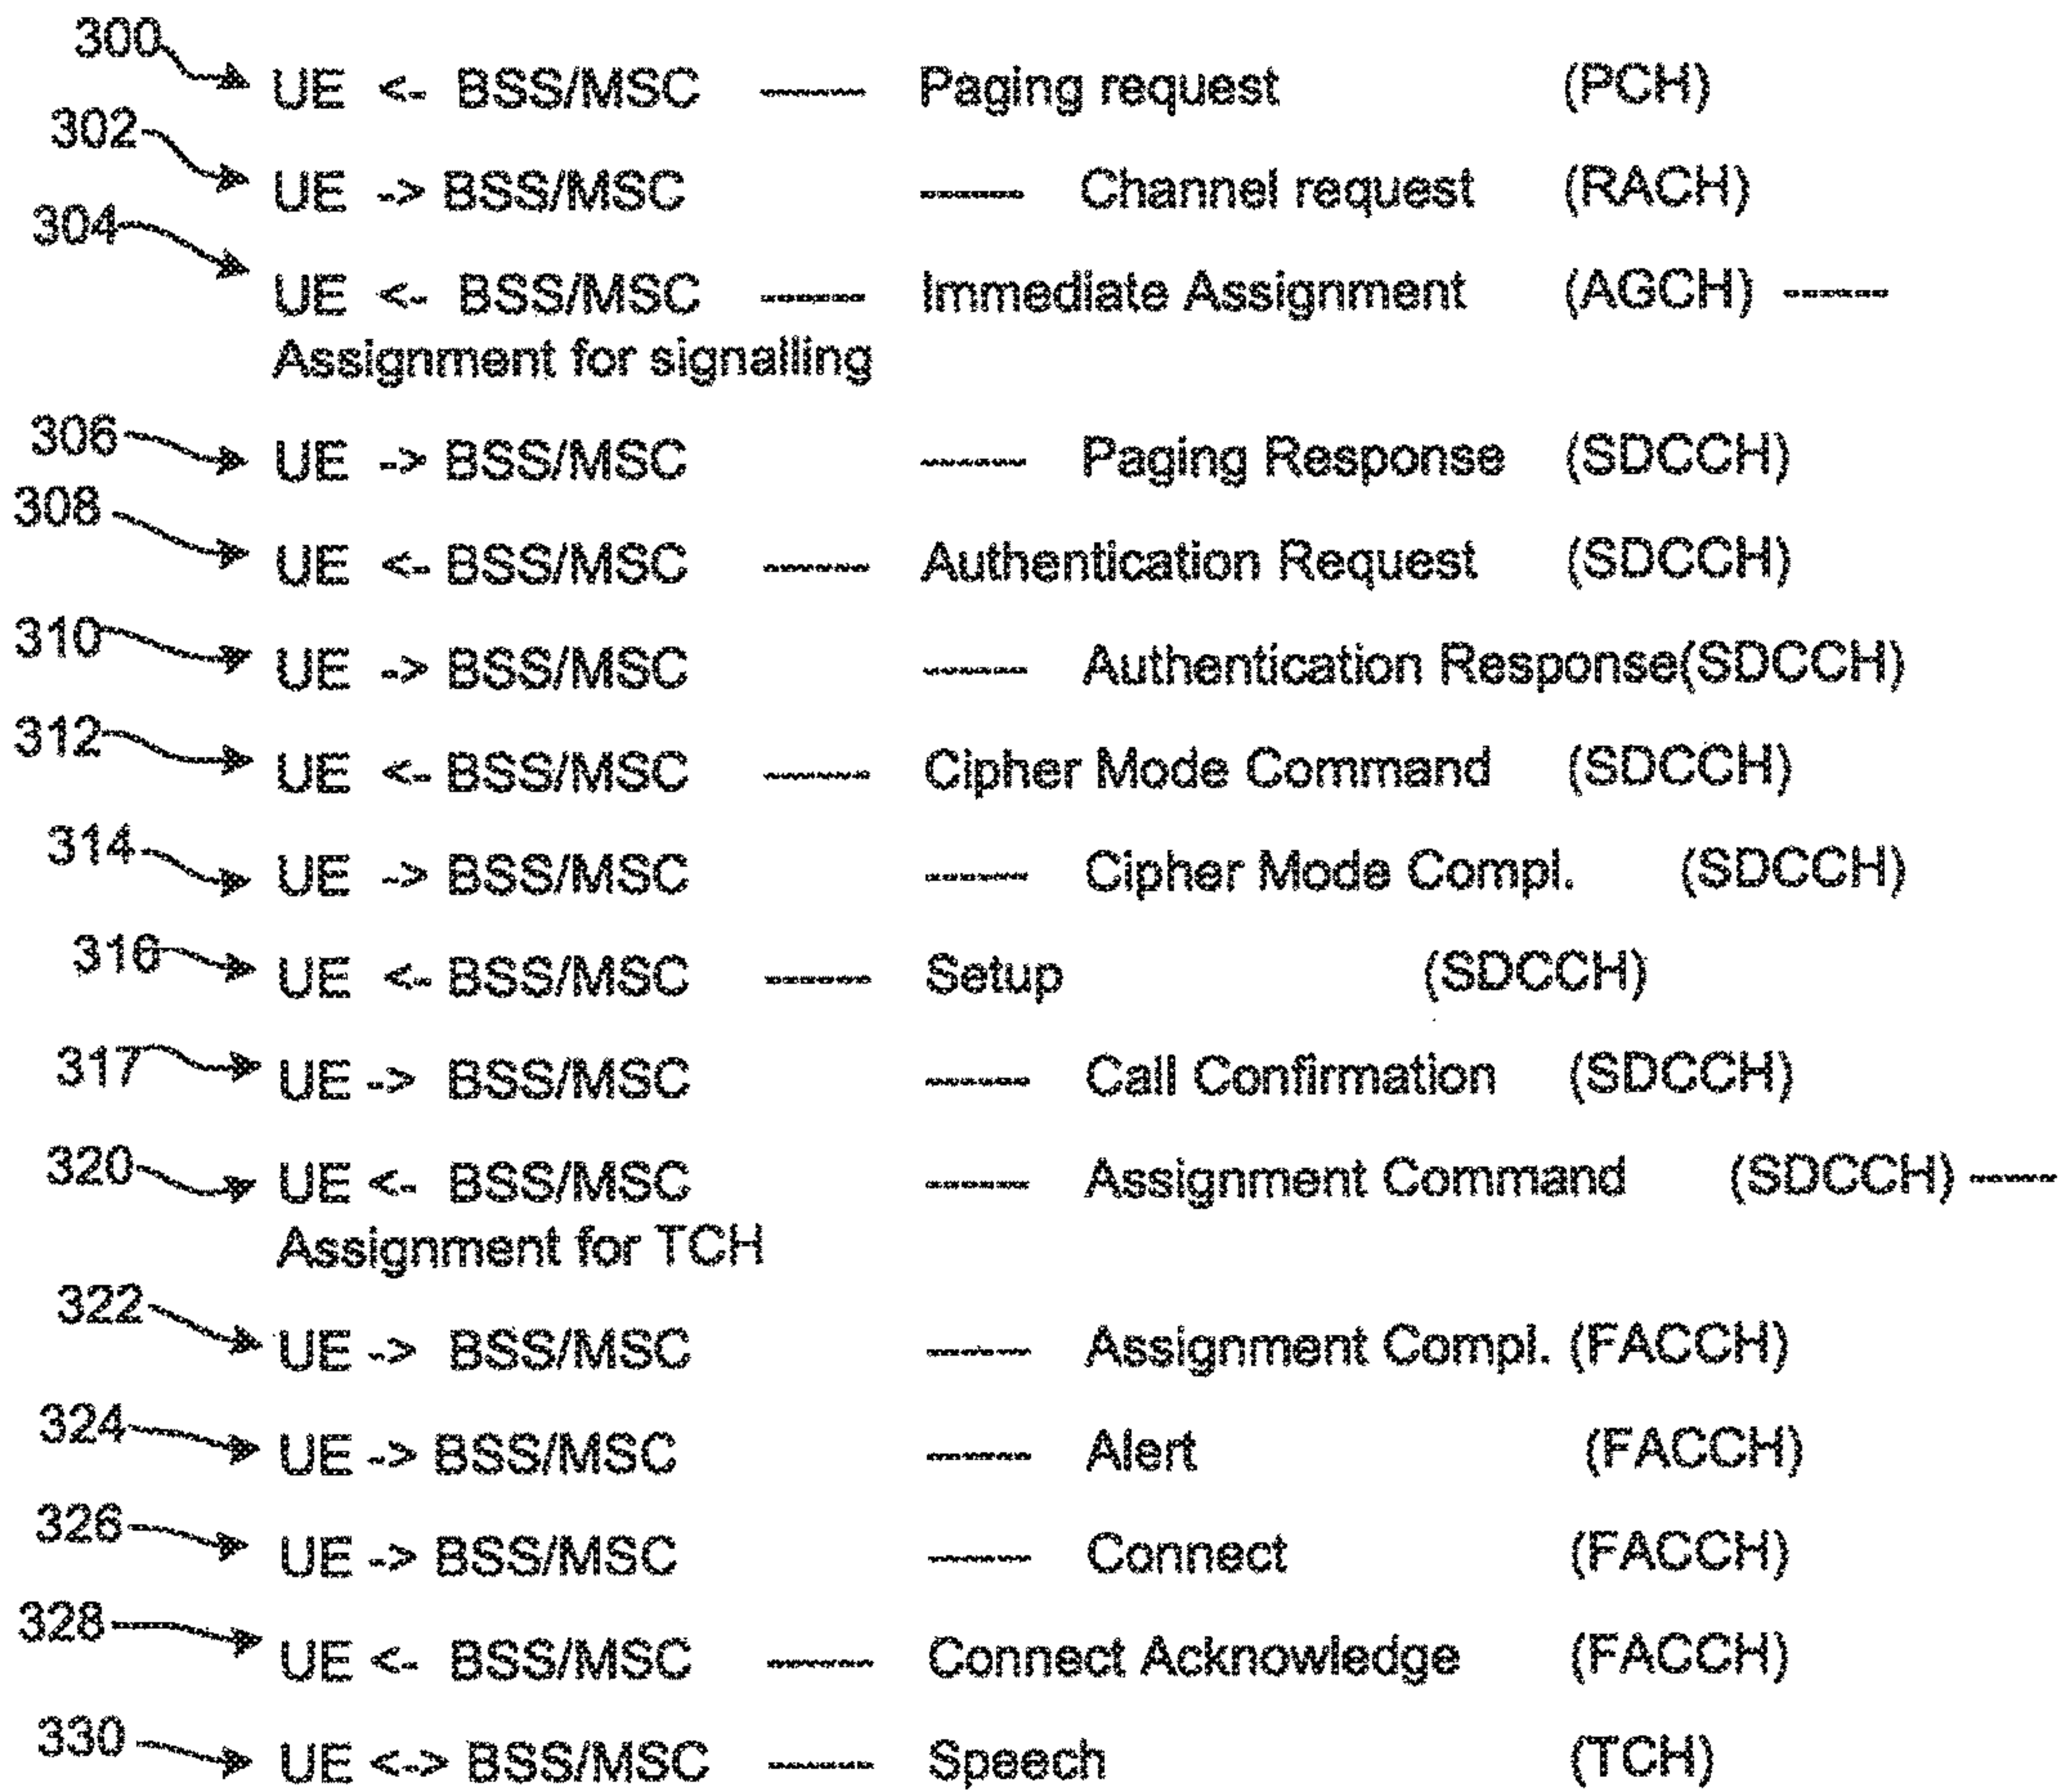 300 UE <- BSS/MSC ----- Paging request (PCH)
302 UE -> BSS/MSC ----- Channel request (RACH)
304 UE <- BSS/MSC ----- Immediate Assignment (AGCH) -----
Assignment for signalling
306 UE -> BSS/MSC ----- Paging Response (SDCCH)
308 UE <- BSS/MSC ----- Authentication Request (SDCCH)
310 UE -> BSS/MSC ----- Authentication Response(SDCCH)
312 UE <- BSS/MSC ----- Cipher Mode Command (SDCCH)
314 UE -> BSS/MSC ----- Cipher Mode Compl. (SDCCH)
316 UE <- BSS/MSC ----- Setup (SDCCH)
317 UE -> BSS/MSC ----- Call Confirmation (SDCCH)
320 UE <- BSS/MSC ----- Assignment Command (SDCCH) -----
Assignment for TCH
322 UE -> BSS/MSC ----- Assignment Compl. (FACCH)
324 UE -> BSS/MSC ----- Alert (FACCH)
326 UE -> BSS/MSC ----- Connect (FACCH)
328 UE <- BSS/MSC ----- Connect Acknowledge (FACCH)
330 UE <-> BSS/MSC ----- Speech (TCH)